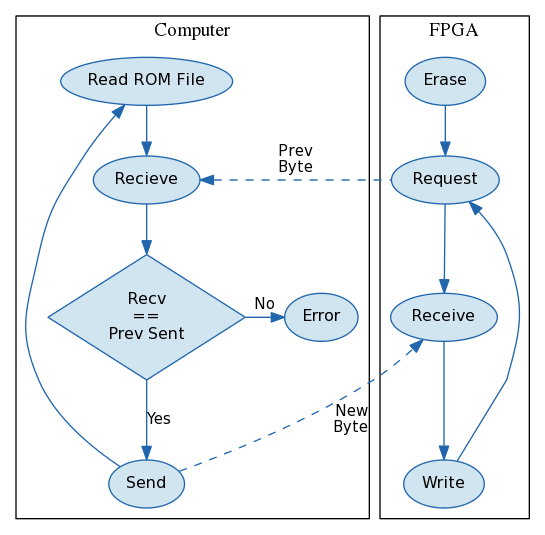 Computer
FPGA
Read ROM File
Erase
Prev
Byte
Recieve
Request
Recv
==
Prev Sent
No
Error
Receive
Yes
New
Byte
Send
Write